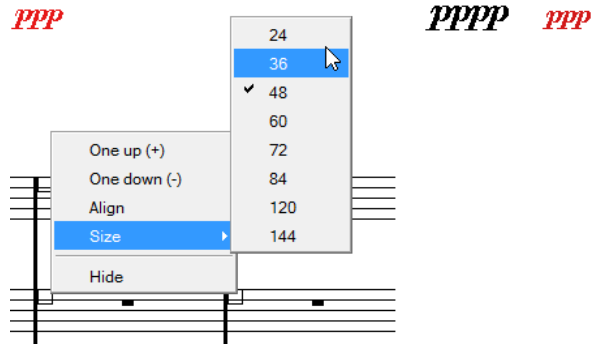 ppp
pppp
ppp
24
36
48
60
72
84
120
144
One up (+)
One down (-)
Align
Size
Hide